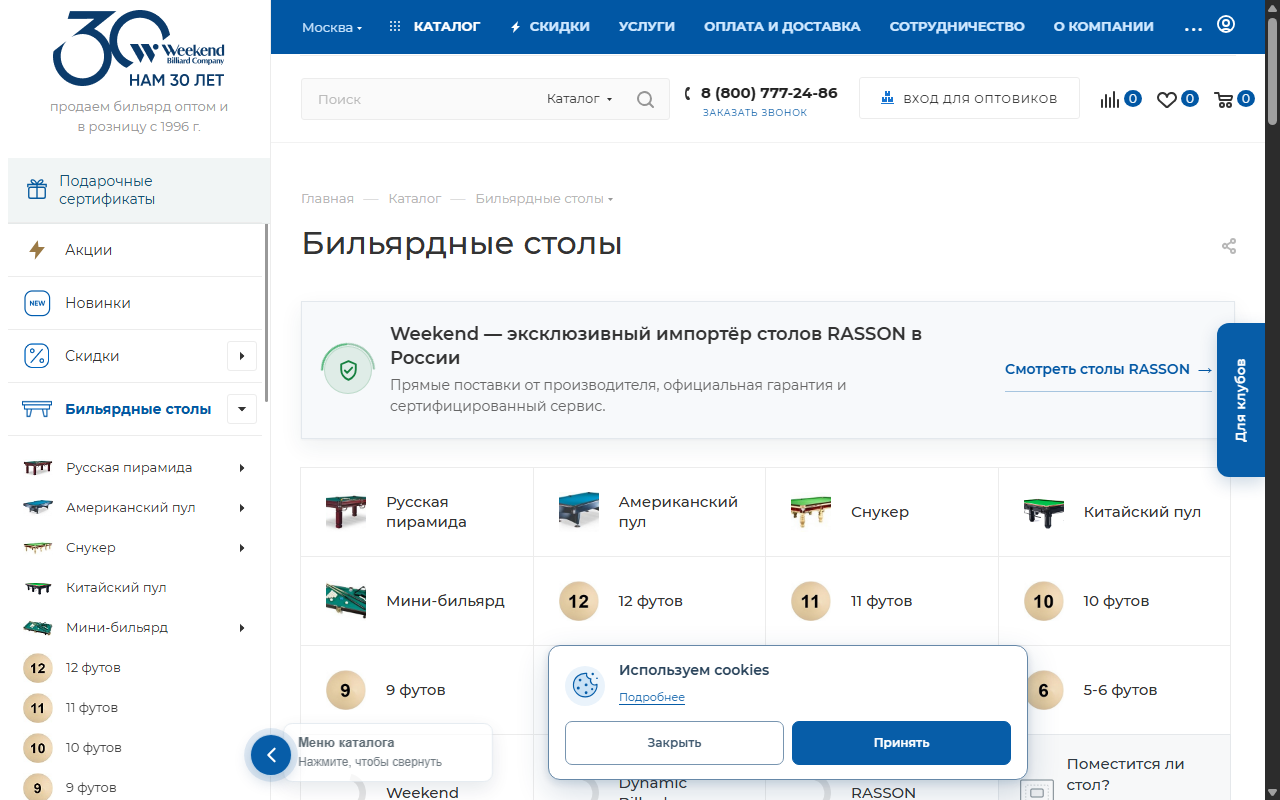 30
Weekend
Billiard Company
НАМ 30 ЛЕТ
продаем бильярд оптом и
в розницу с 1996 г.
Подарочные
сертификаты
Акции
NEW
Новинки
Скидки
Бильярдные столы
Русская пирамида
Американский пул
Снукер
Китайский пул
Мини-бильярд
12
12 футов
11
11 футов
10
10 футов
9
9 футов
Москва
КАТАЛОГ
СКИДКИ
УСЛУГИ
ОПЛАТА И ДОСТАВКА
СОТРУДНИЧЕСТВО
О КОМПАНИИ
...
Поиск
Каталог
8 (800) 777-24-86
ЗАКАЗАТЬ ЗВОНОК
ВХОД ДЛЯ ОПТОВИКОВ
0
0
0
Главная — Каталог — Бильярдные столы
Бильярдные столы
Weekend — эксклюзивный импортёр столов RASSON в
России
Прямые поставки от производителя, официальная гарантия и
сертифицированный сервис.
Смотреть столы RASSON →
Для клубов
Русская
пирамида
Американский
пул
Снукер
Китайский пул
Мини-бильярд
12
12 футов
11
11 футов
10
10 футов
9
9 футов
6
5-6 футов
Weekend
Dynamic
RASSON
Поместится ли
стол?
Используем cookies
Подробнее
Закрыть
Принять
Меню каталога
Нажмите, чтобы свернуть